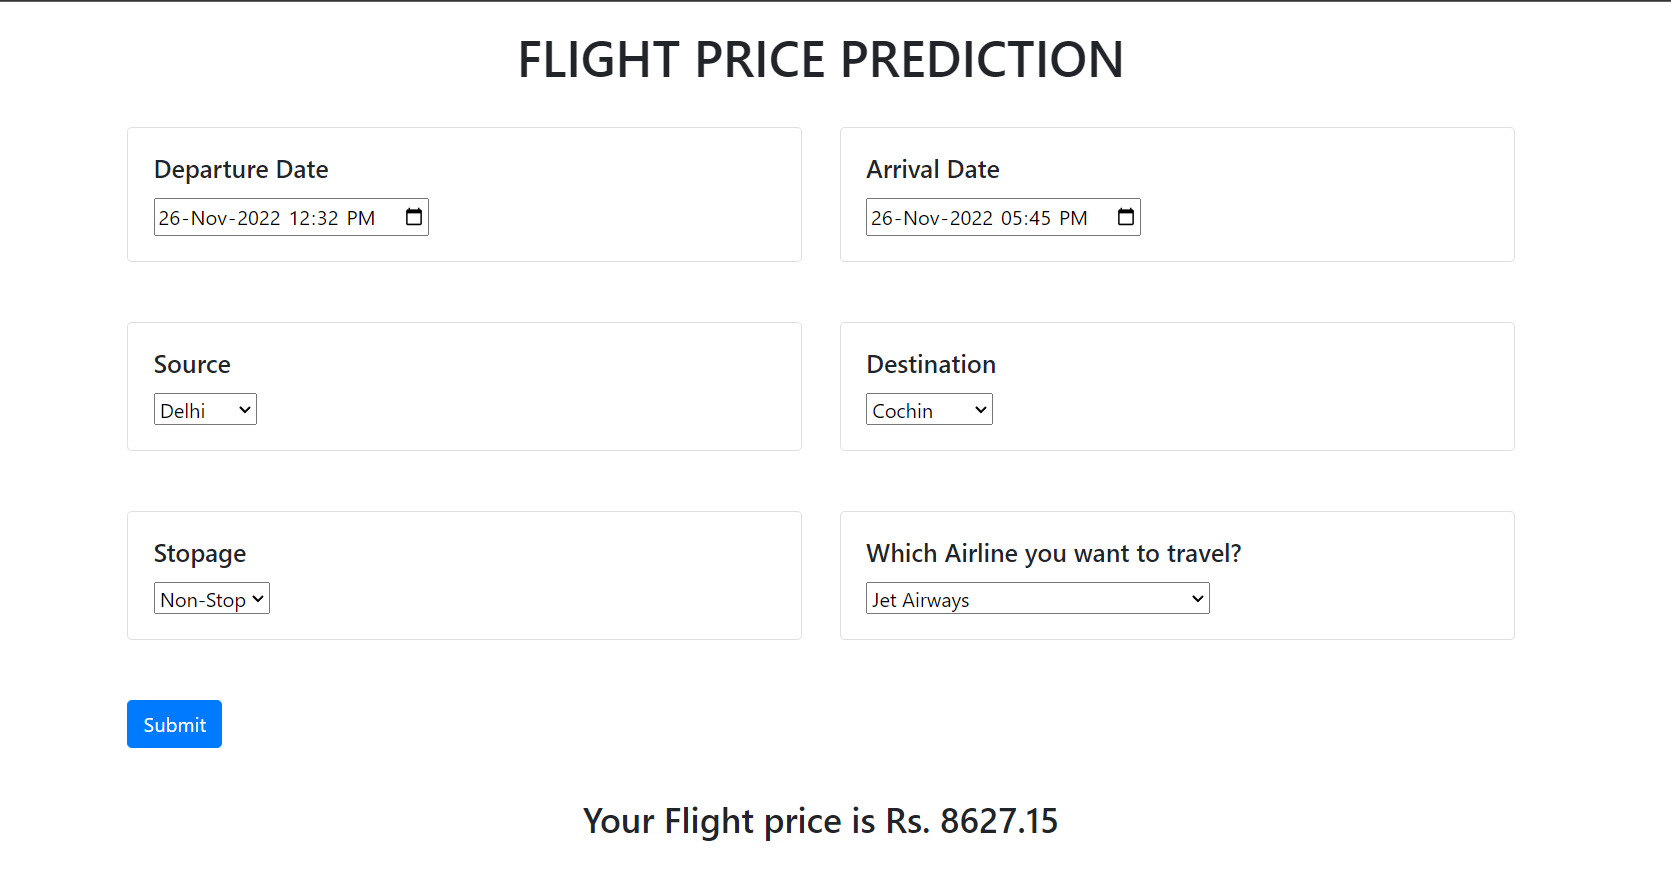 FLIGHT PRICE PREDICTION
Departure Date
26-Nov-2022 12:32 PM
Arrival Date
26-Nov-2022 05:45 PM
Source
Delhi
Destination
Cochin
Stopage
Non-Stop
Which Airline you want to travel?
Jet Airways
Submit
Your Flight price is Rs. 8627.15